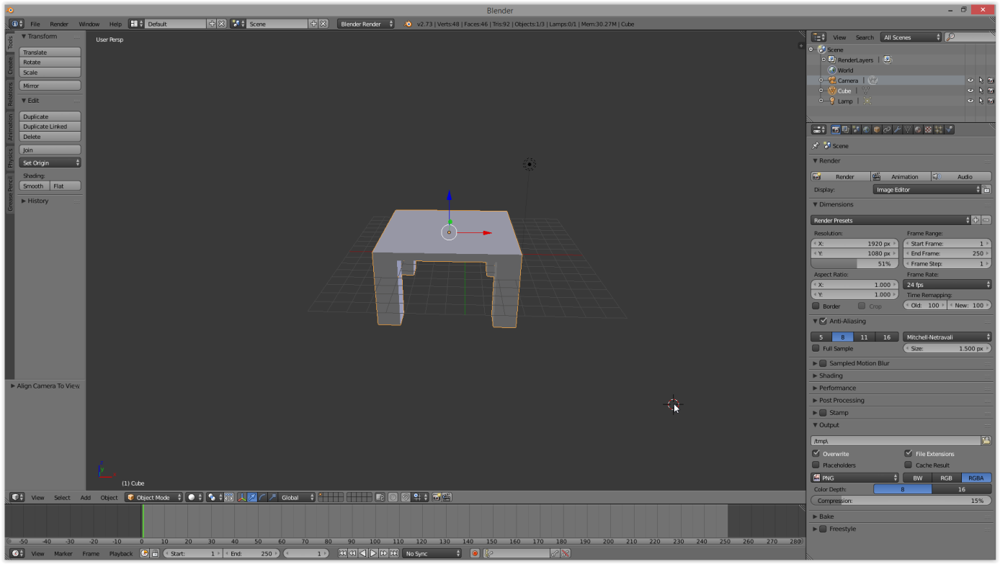 Blender
File Render Window Help Default Scene Blender Render v2.73 | Verts:48 | Faces:46 | Tris:92 | Objects:1/3 | Lamps:0/1 | Mem:30.27M | Cube
Tools
Create
Relations
Animation
Physics
Grease Pencil
Transform
Translate
Rotate
Scale
Mirror
Edit
Duplicate
Duplicate Linked
Delete
Join
Set Origin
Shading:
Smooth Flat
History
Align Camera To View
User Persp
(1) Cube
View Select Add Object Object Mode Global
-50 -40 -30 -20 -10 0 10 20 30 40 50 60 70 80 90 100 110 120 130 140 150 160 170 180 190 200 210 220 230 240 250 260 270 280
View Marker Frame Playback Start: 1 End: 250 1 No Sync
View Search All Scenes
Scene
RenderLayers |
World
Camera |
Cube |
Lamp |
Scene
Render
Render Animation Audio
Display: Image Editor
Dimensions
Render Presets
Resolution: Frame Range:
X: 1920 px Start Frame: 1
Y: 1080 px End Frame: 250
51% Frame Step: 1
Aspect Ratio: Frame Rate:
X: 1.000 24 fps
Y: 1.000 Time Remapping:
Border Crop Old: 100 New: 100
Anti-Aliasing
5 8 11 16 Mitchell-Netravali
Full Sample Size: 1.500 px
Sampled Motion Blur
Shading
Performance
Post Processing
Stamp
Output
/tmp\
Overwrite File Extensions
Placeholders Cache Result
PNG BW RGB RGBA
Color Depth: 8 16
Compression: 15%
Bake
Freestyle